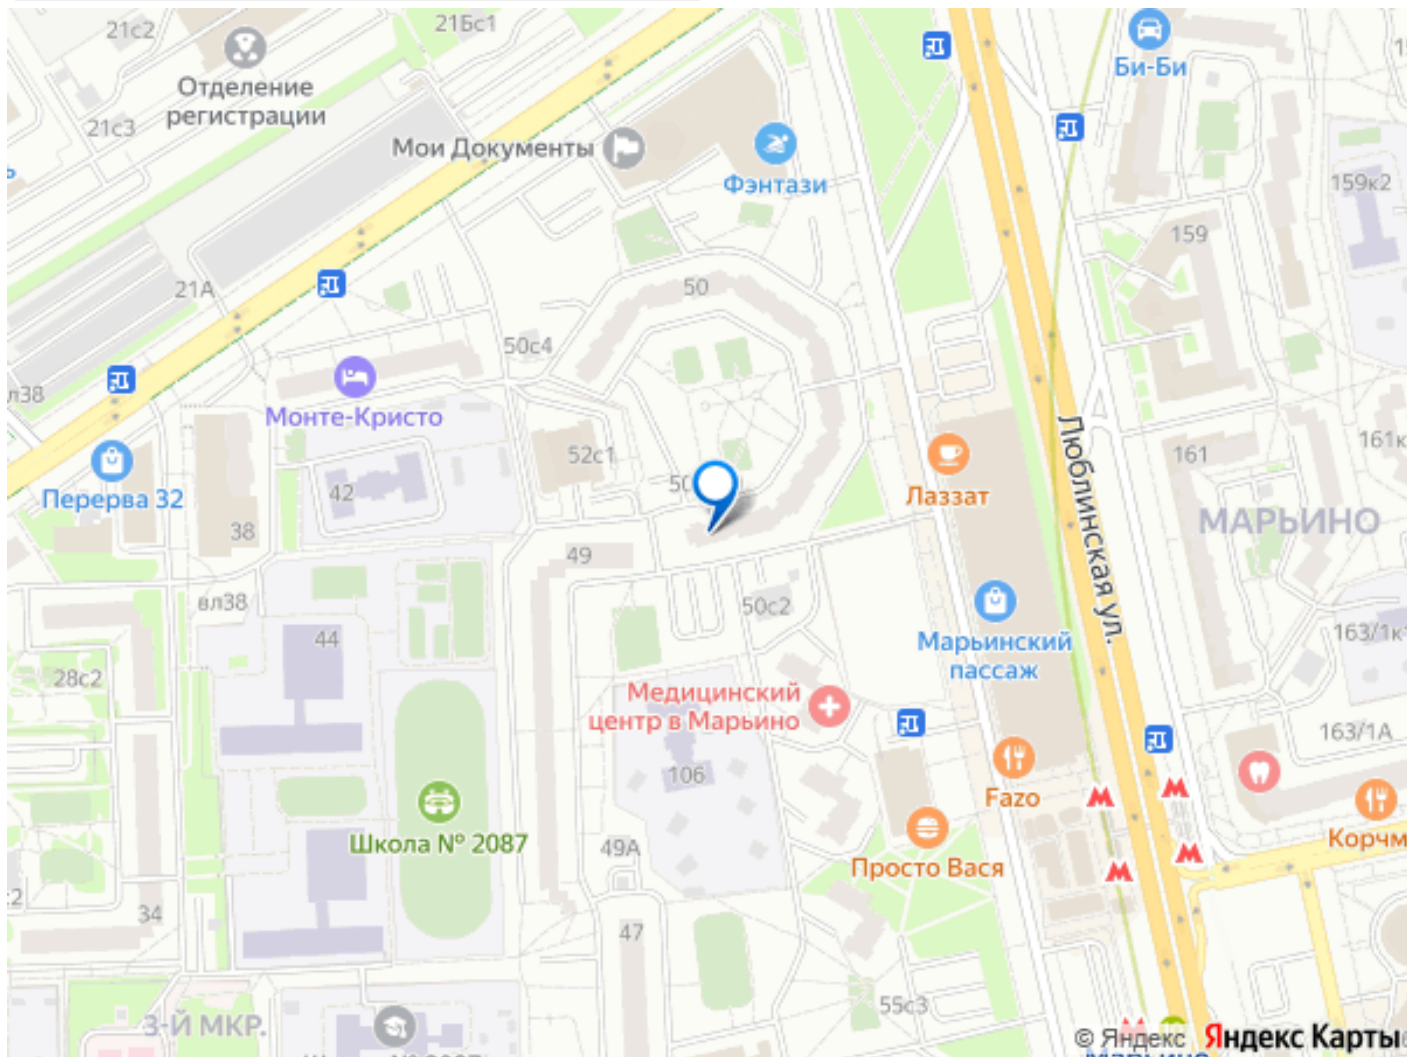 21с2
21Бс1
Би-Би
Отделение
регистрации
21с3
Мои Документы
Фэнтази
159к2
159
21А
50
50с4
Монте-Кристо
52с1
42
Перерва 32
38
Лаззат
161
МАРЬИНО
Люблинская ул.
49
вл38
50с2
44
Марьинский
пассаж
28с2
Медицинский
центр в Марьино
163/1А
106
Fazo
Школа № 2087
49А
Просто Вася
Корчм
34
47
55с3
3-Й МКР.
© Яндекс Яндекс Карты